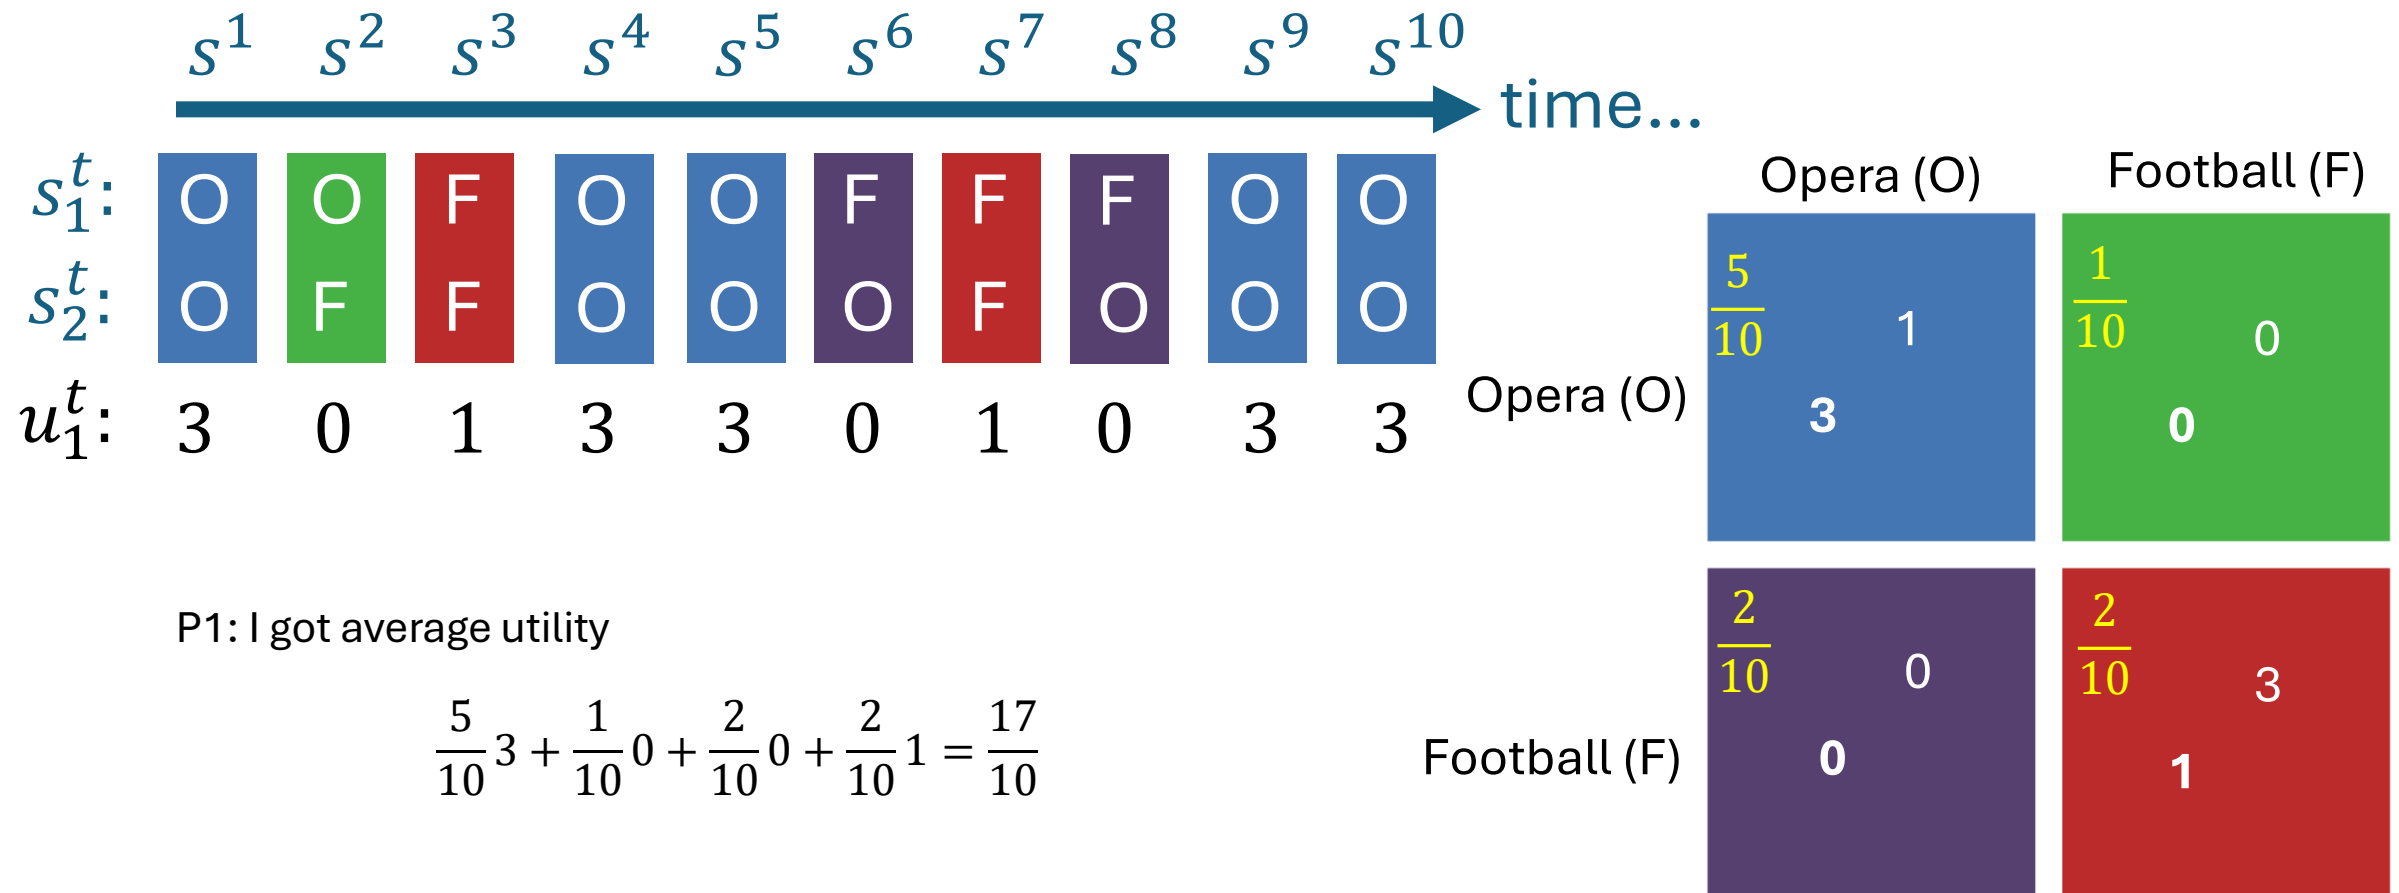 s¹ s² s³ s⁴ s⁵ s⁶ s⁷ s⁸ s⁹ s¹⁰
time...
s₁ᵗ: O O F O O F F F O O
s₂ᵗ: O F F O O O F O O O
u₁ᵗ: 3 0 1 3 3 0 1 0 3 3
P1: I got average utility
5/10 3 + 1/10 0 + 2/10 0 + 2/10 1 = 17/10
Opera (O) Football (F)
Opera (O)
5/10 1
3
1/10 0
0
Football (F)
2/10 0
0
2/10 3
1